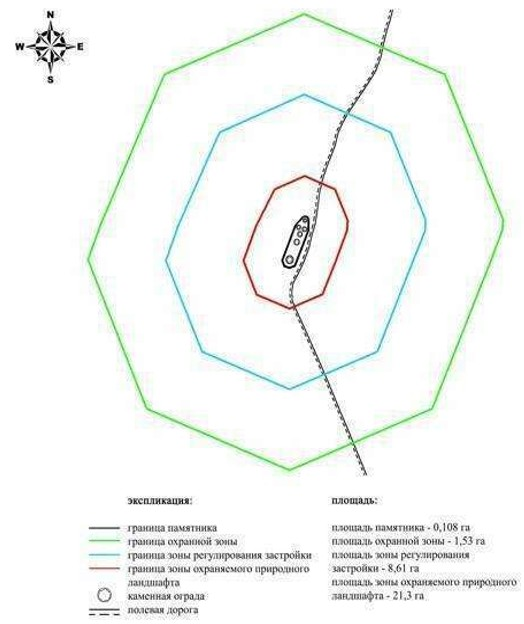 N
W E
S
экспликация:
граница памятника
граница охранной зоны
граница зоны регулирования застройки
граница зоны охраняемого природного
ландшафта
каменная ограда
полевая дорога
площадь:
площадь памятника - 0,108 га
площадь охранной зоны - 1,53 га
площадь зоны регулирования
застройки - 8,61 га
площадь зоны охраняемого природного
ландшафта - 21,3 га